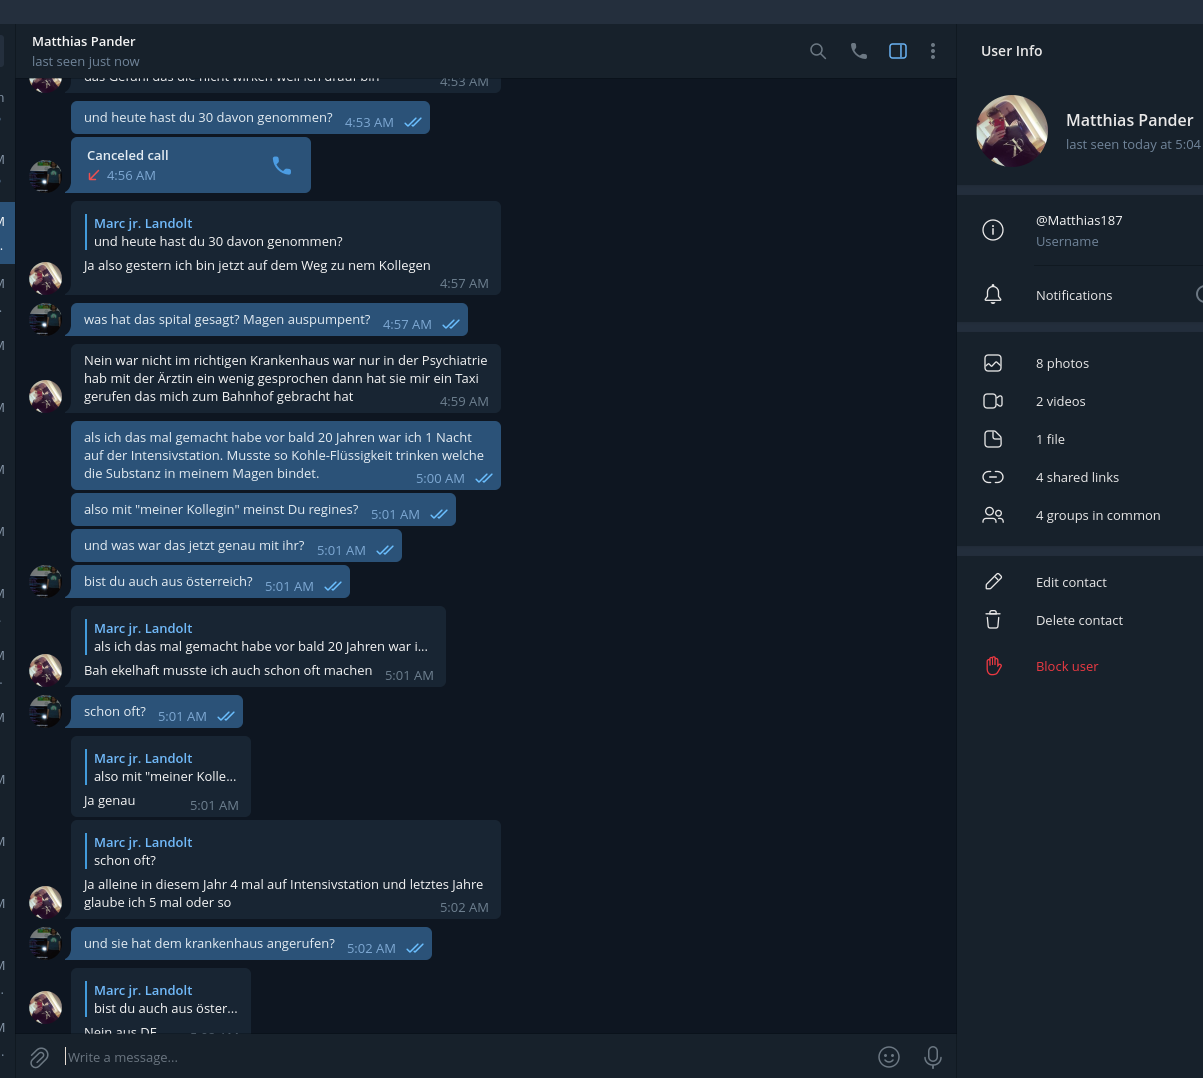 Matthias Pander
last seen just now
das Gefühl das die nicht wirken weil ich drauf bin
4:53 AM
und heute hast du 30 davon genommen?
4:53 AM
Canceled call
4:56 AM
Marc jr. Landolt
und heute hast du 30 davon genommen?
Ja also gestern ich bin jetzt auf dem Weg zu nem Kollegen
4:57 AM
was hat das spital gesagt? Magen auspumpent?
4:57 AM
Nein war nicht im richtigen Krankenhaus war nur in der Psychiatrie
hab mit der Ärztin ein wenig gesprochen dann hat sie mir ein Taxi
gerufen das mich zum Bahnhof gebracht hat
4:59 AM
als ich das mal gemacht habe vor bald 20 Jahren war ich 1 Nacht
auf der Intensivstation. Musste so Kohle-Flüssigkeit trinken welche
die Substanz in meinem Magen bindet.
5:00 AM
also mit "meiner Kollegin" meinst Du regines?
5:01 AM
und was war das jetzt genau mit ihr?
5:01 AM
bist du auch aus österreich?
5:01 AM
Marc jr. Landolt
als ich das mal gemacht habe vor bald 20 Jahren war i...
Bah ekelhaft musste ich auch schon oft machen
5:01 AM
schon oft?
5:01 AM
Marc jr. Landolt
also mit "meiner Kolle...
Ja genau
5:01 AM
Marc jr. Landolt
schon oft?
Ja alleine in diesem Jahr 4 mal auf Intensivstation und letztes Jahre
glaube ich 5 mal oder so
5:02 AM
und sie hat dem krankenhaus angerufen?
5:02 AM
Marc jr. Landolt
bist du auch aus öster...
Nein aus DE
Write a message...
User Info
Matthias Pander
last seen today at 5:04
@Matthias187
Username
Notifications
8 photos
2 videos
1 file
4 shared links
4 groups in common
Edit contact
Delete contact
Block user